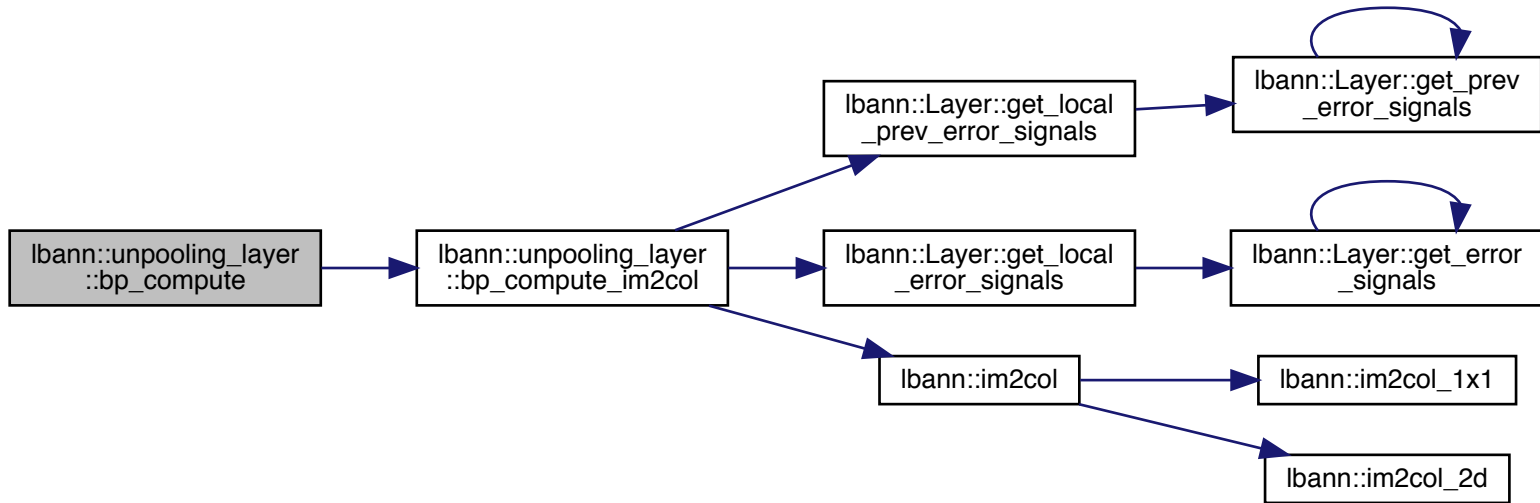 lbann::unpooling_layer
::bp_compute
lbann::unpooling_layer
::bp_compute_im2col
lbann::Layer::get_local
_prev_error_signals
lbann::Layer::get_prev
_error_signals
lbann::Layer::get_local
_error_signals
lbann::Layer::get_error
_signals
lbann::im2col
lbann::im2col_1x1
lbann::im2col_2d